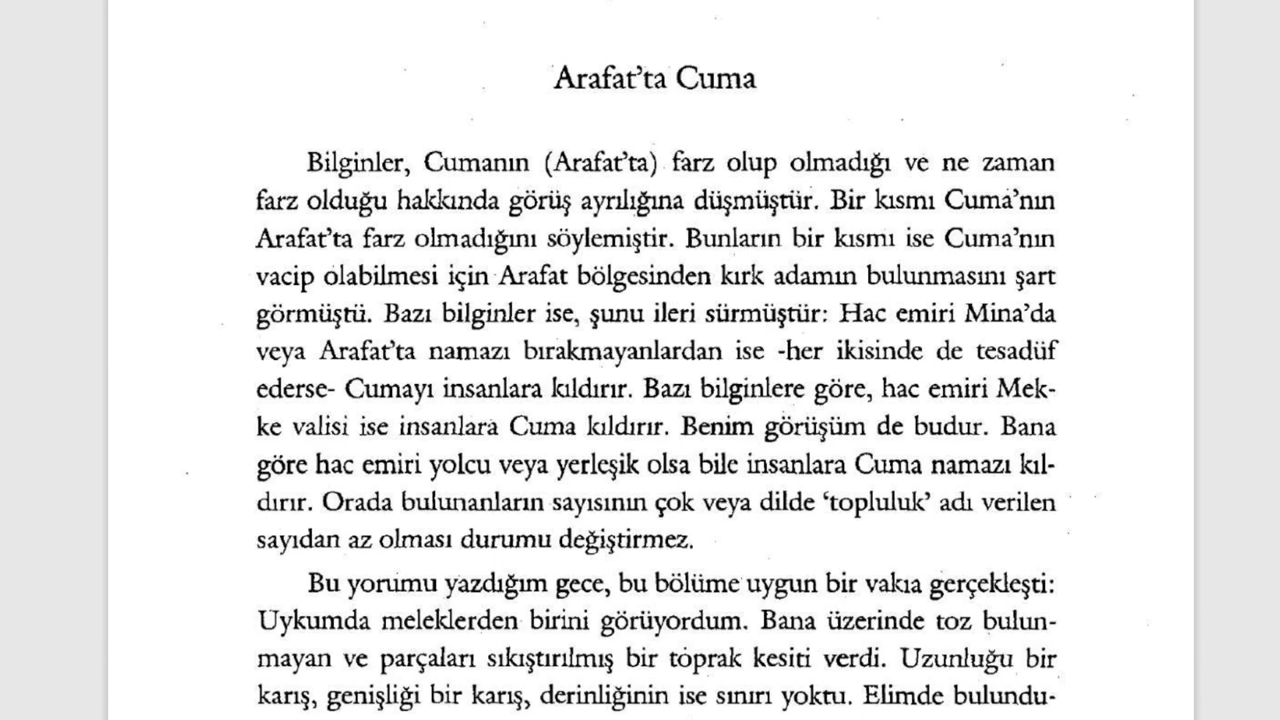 Arafat'ta Cuma
Bilginler, Cumanın (Arafat'ta) farz olup olmadığı ve ne zaman
farz olduğu hakkında görüş ayrılığına düşmüştür. Bir kısmı Cuma'nın
Arafat'ta farz olmadığını söylemiştir. Bunların bir kısmı ise Cuma'nın
vacip olabilmesi için Arafat bölgesinden kırk adamın bulunmasını şart
görmüştü. Bazı bilginler ise, şunu ileri sürmüştür: Hac emiri Mina'da
veya Arafat'ta namazı bırakmayanlardan ise -her ikisinde de tesadüf
ederse- Cumayı insanlara kıldırır. Bazı bilginlere göre, hac emiri Mek-
ke valisi ise insanlara Cuma kıldırır. Benim görüşüm de budur. Bana
göre hac emiri yolcu veya yerleşik olsa bile insanlara Cuma namazı kıl-
dırır. Orada bulunanların sayısının çok veya dilde 'topluluk' adı verilen
sayıdan az olması durumu değiştirmez.
Bu yorumu yazdığım gece, bu bölüme uygun bir vakıa gerçekleşti:
Uykumda meleklerden birini görüyordum. Bana üzerinde toz bulun-
mayan ve parçaları sıkıştırılmış bir toprak kesiti verdi. Uzunluğu bir
karış, genişliği bir karış, derinliğinin ise sınırı yoktu. Elimde bulundu-